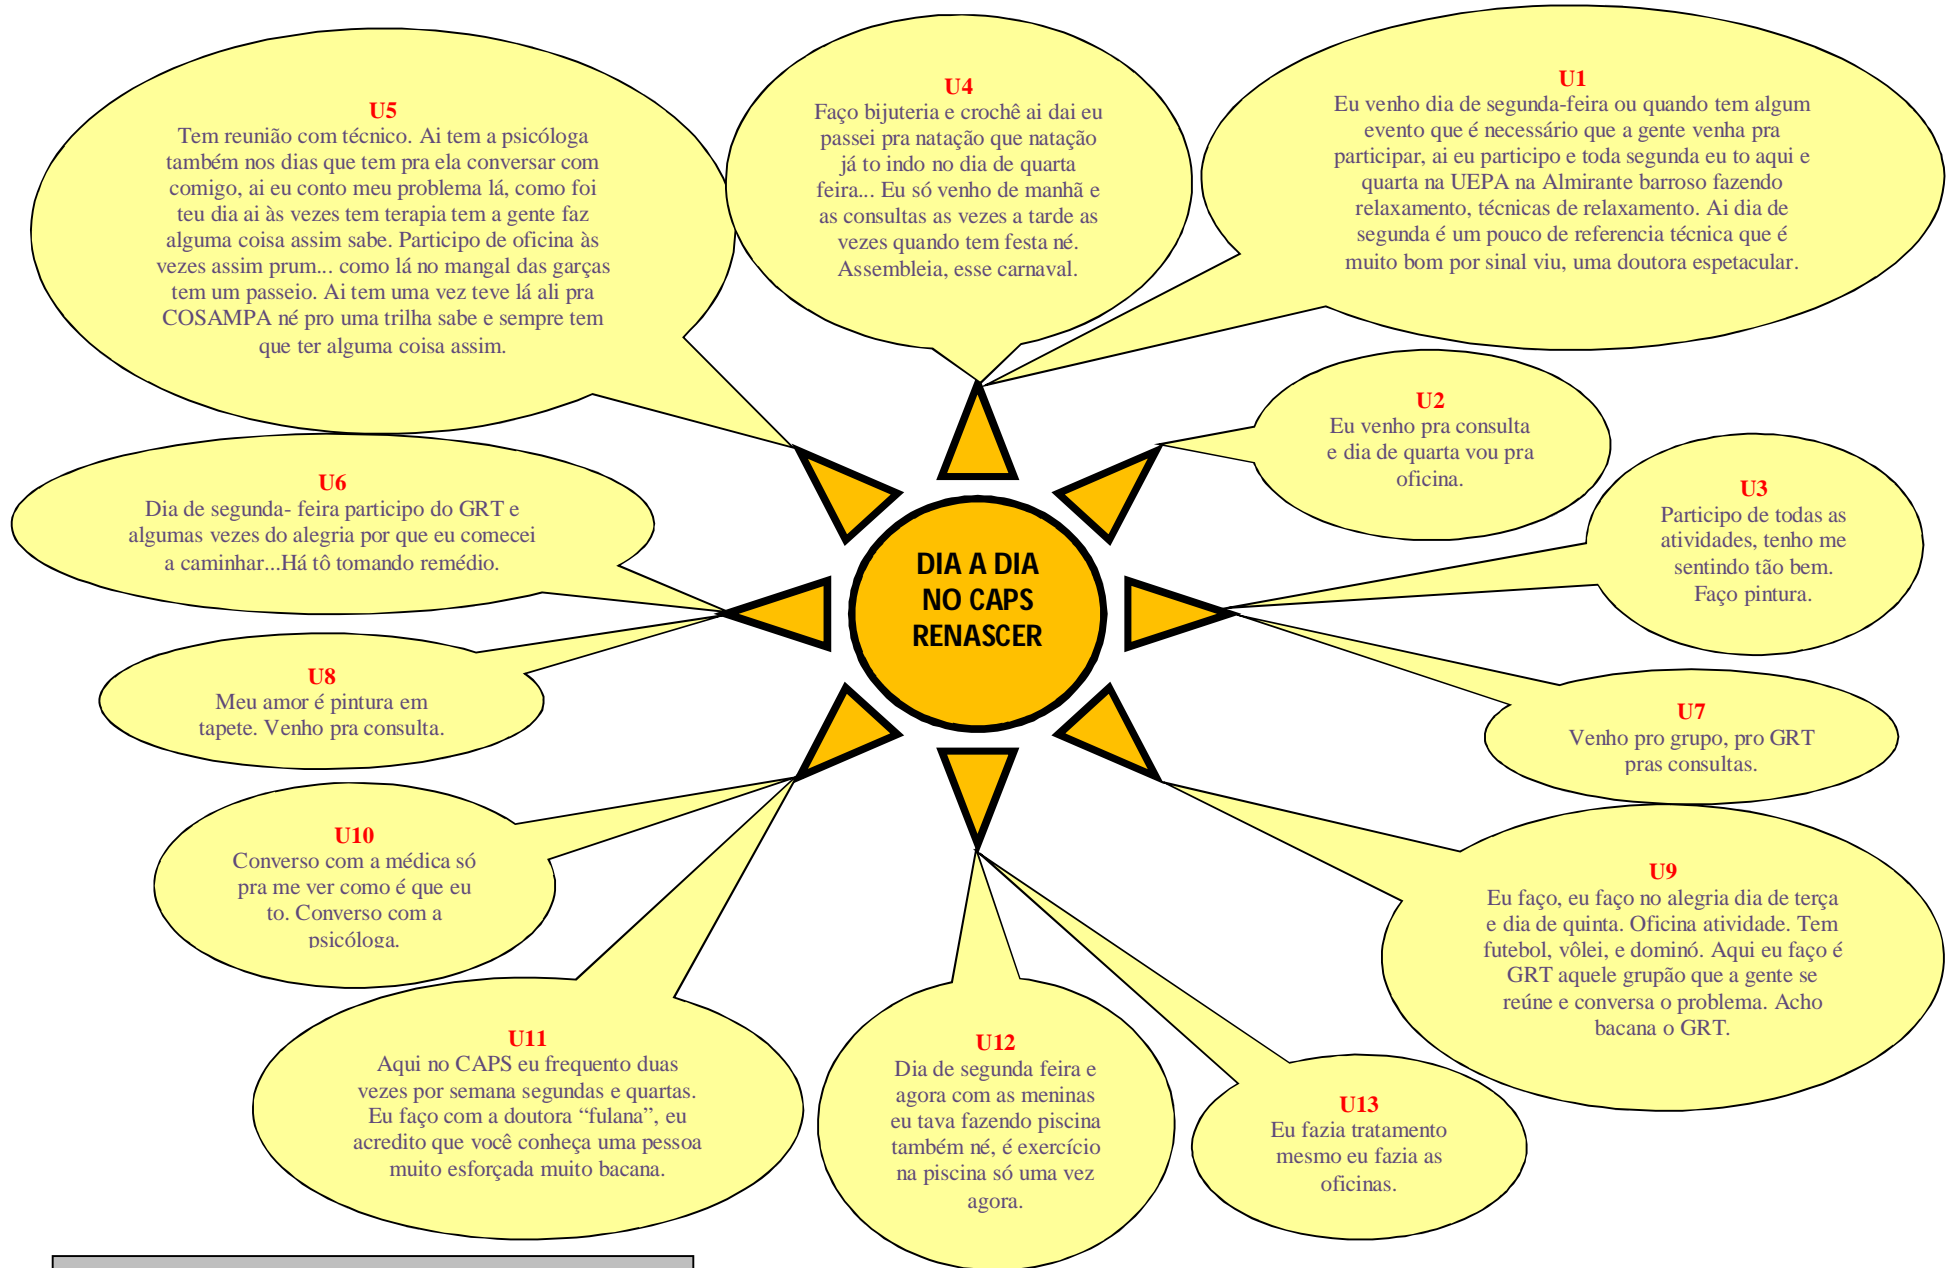 U5
Tem reunião com técnico. Ai tem a psicóloga
também nos dias que tem pra ela conversar com
comigo, ai eu conto meu problema lá, como foi
teu dia ai às vezes tem terapia tem a gente faz
alguma coisa assim sabe. Participo de oficina às
vezes assim prum... como lá no mangal das garças
tem um passeio. Ai tem uma vez teve lá ali pra
COSAMPA né pro uma trilha sabe e sempre tem
que ter alguma coisa assim.
U4
Faço bijuteria e crochê ai dai eu
passei pra natação que natação
já to indo no dia de quarta
feira... Eu só venho de manhã e
as consultas as vezes a tarde as
vezes quando tem festa né.
Assembleia, esse carnaval.
U1
Eu venho dia de segunda-feira ou quando tem algum
evento que é necessário que a gente venha pra
participar, ai eu participo e toda segunda eu to aqui e
quarta na UEPA na Almirante barroso fazendo
relaxamento, técnicas de relaxamento. Ai dia de
segunda é um pouco de referencia técnica que é
muito bom por sinal viu, uma doutora espetacular.
U2
Eu venho pra consulta
e dia de quarta vou pra
oficina.
U3
Participo de todas as
atividades, tenho me
sentindo tão bem.
Faço pintura.
U6
Dia de segunda- feira participo do GRT e
algumas vezes do alegria por que eu comecei
a caminhar...Há tô tomando remédio.
DIA A DIA
NO CAPS
RENASCER
U8
Meu amor é pintura em
tapete. Venho pra consulta.
U7
Venho pro grupo, pro GRT
pras consultas.
U10
Converso com a médica só
pra me ver como é que eu
to. Converso com a
psicóloga.
U9
Eu faço, eu faço no alegria dia de terça
e dia de quinta. Oficina atividade. Tem
futebol, vôlei, e dominó. Aqui eu faço é
GRT aquele grupão que a gente se
reúne e conversa o problema. Acho
bacana o GRT.
U11
Aqui no CAPS eu frequento duas
vezes por semana segundas e quartas.
Eu faço com a doutora “fulana”, eu
acredito que você conheça uma pessoa
muito esforçada muito bacana.
U12
Dia de segunda feira e
agora com as meninas
eu tava fazendo piscina
também né, é exercício
na piscina só uma vez
agora.
U13
Eu fazia tratamento
mesmo eu fazia as
oficinas.